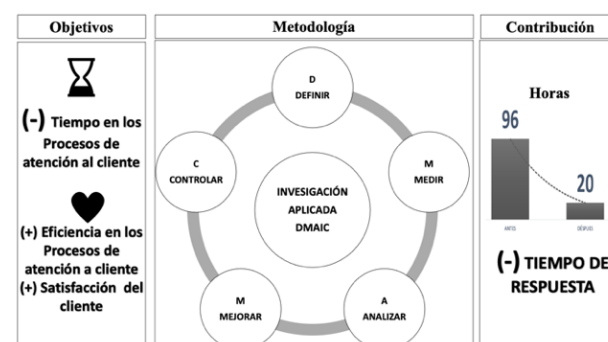 Objetivos
(-) Tiempo en los
Procesos de
atención al cliente
(+) Eficiencia en los
Procesos de
atención a cliente
(+) Satisfacción del
cliente
Metodología
D
DEFINIR
M
MEDIR
A
ANALIZAR
M
MEJORAR
C
CONTROLAR
INVESIGACIÓN
APLICADA
DMAIC
Contribución
Horas
96
20
ANTES
(-) TIEMPO DE
RESPUESTA